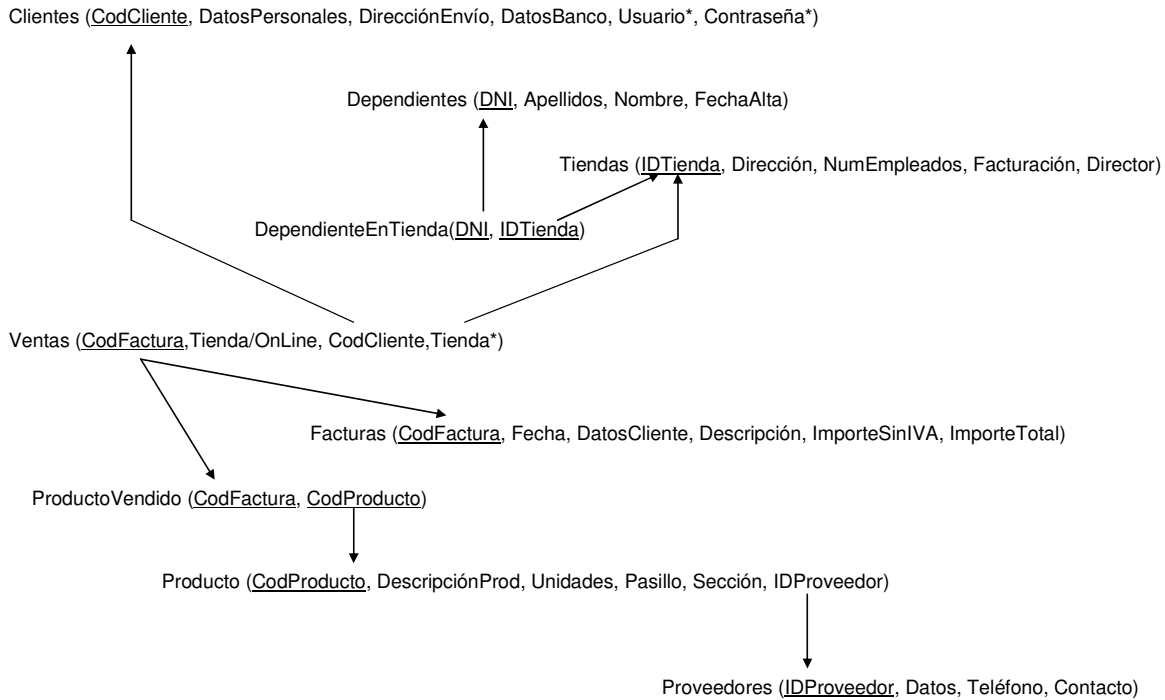 Clientes (CodCliente, DatosPersonales, DirecciónEnvío, DatosBanco, Usuario*, Contraseña*)
Dependientes (DNI, Apellidos, Nombre, FechaAlta)
Tiendas (IDTienda, Dirección, NumEmpleados, Facturación, Director)
DependienteEnTienda(DNI, IDTienda)
Ventas (CodFactura,Tienda/OnLine, CodCliente,Tienda*)
Facturas (CodFactura, Fecha, DatosCliente, Descripción, ImporteSinIVA, ImporteTotal)
ProductoVendido (CodFactura, CodProducto)
Producto (CodProducto, DescripciónProd, Unidades, Pasillo, Sección, IDProveedor)
Proveedores (IDProveedor, Datos, Teléfono, Contacto)